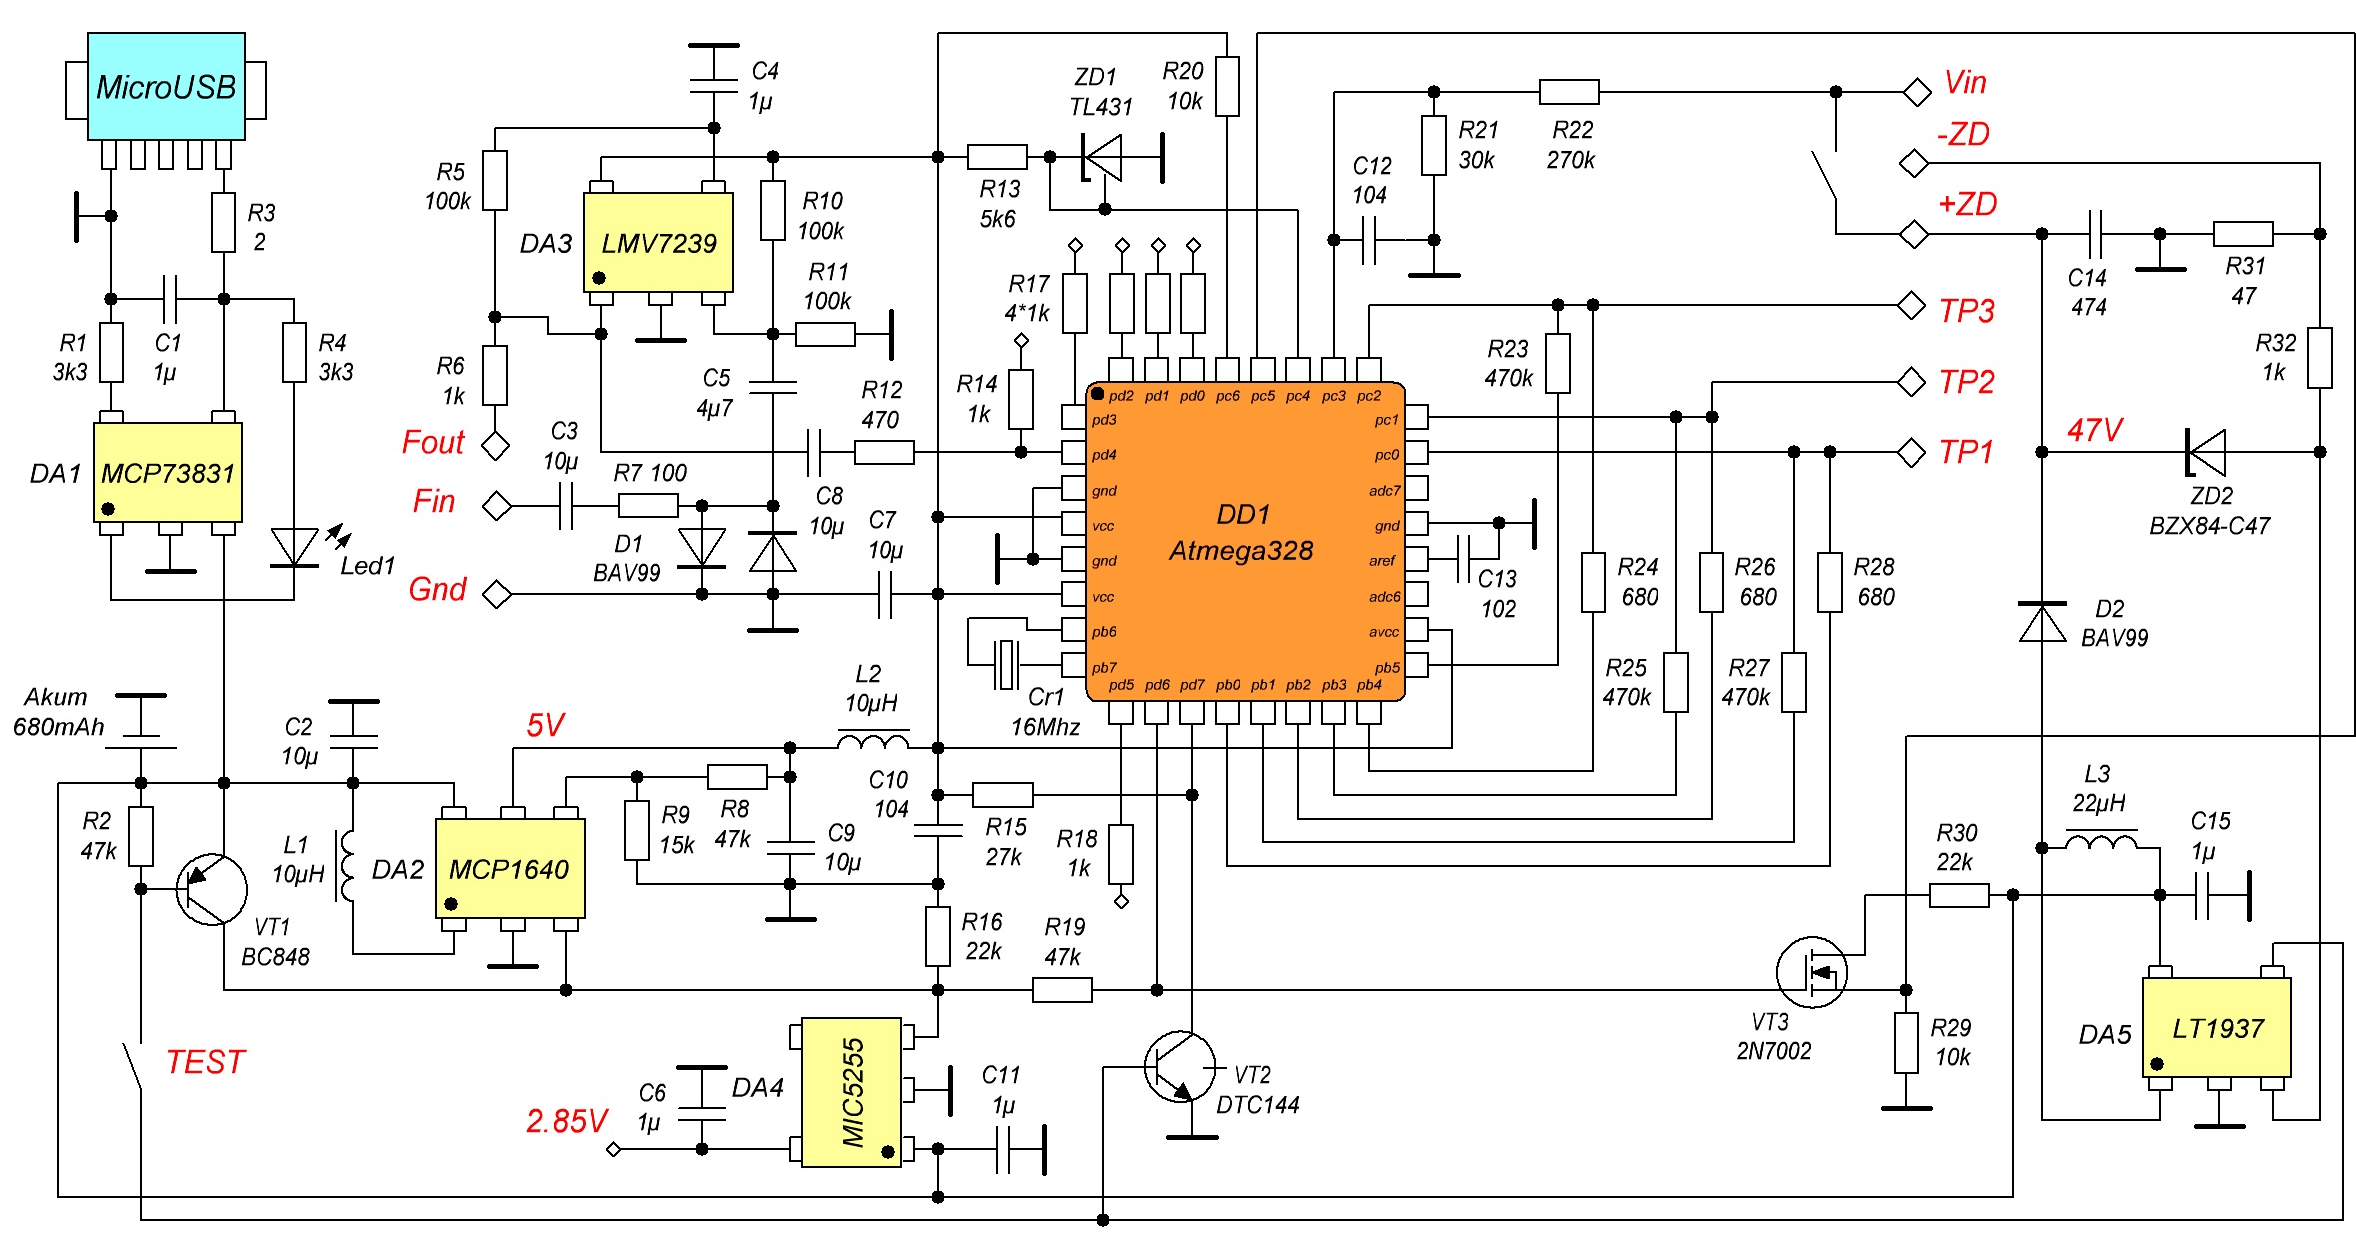 MicroUSB
R3
2
R1
3k3
C1
1µ
R4
3k3
DA1
MCP73831
Led1
Akum
680mAh
C2
10µ
R2
47k
L1
10µH
VT1
BC848
TEST
DA2
MCP1640
5V
R9
15k
R8
47k
C9
10µ
L2
10µH
C10
104
R15
27k
R16
22k
R19
47k
R18
1k
DA4
MIC5255
C6
1µ
2.85V
C11
1µ
VT2
DTC144
C4
1µ
R5
100k
R6
1k
DA3
LMV7239
R10
100k
R11
100k
C5
4µ7
R12
470
C8
10µ
Fout
Fin
Gnd
C3
10µ
R7 100
D1
BAV99
C7
10µ
R13
5k6
ZD1
TL431
R20
10k
R17
4*1k
R14
1k
Cr1
16Mhz
DD1
Atmega328
pd2 pd1 pd0 pc6 pc5 pc4 pc3 pc2
pd3
pd4
gnd
vcc
gnd
vcc
pb6
pb7
pc1
pc0
adc7
gnd
aref
adc6
avcc
pb5
pd5 pd6 pd7 pb0 pb1 pb2 pb3 pb4
C12
104
R21
30k
R22
270k
Vin
-ZD
+ZD
TP3
TP2
TP1
R23
470k
C13
102
R24
680
R26
680
R28
680
R25
470k
R27
470k
C14
474
R31
47
R32
1k
47V
ZD2
BZX84-C47
D2
BAV99
L3
22µH
C15
1µ
R30
22k
VT3
2N7002
R29
10k
DA5
LT1937